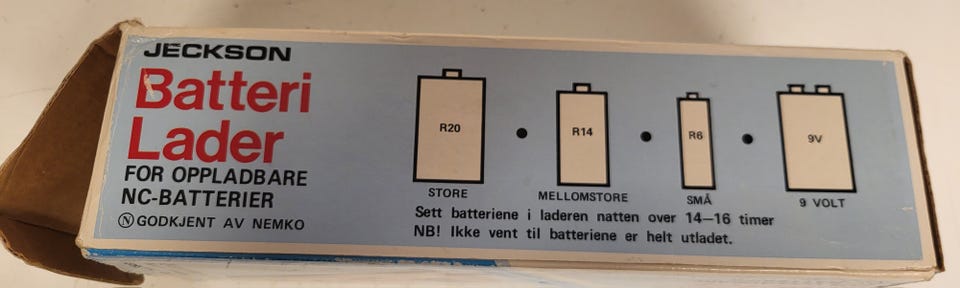 JECKSON
Batteri
Lader
FOR OPPLADBARE
NC-BATTERIER
N GODKJENT AV NEMKO
R20
R14
R6
9V
STORE
MELLOMSTORE
SMÅ
9 VOLT
Sett batteriene i laderen natten over 14—16 timer
NB! Ikke vent til batteriene er helt utladet.